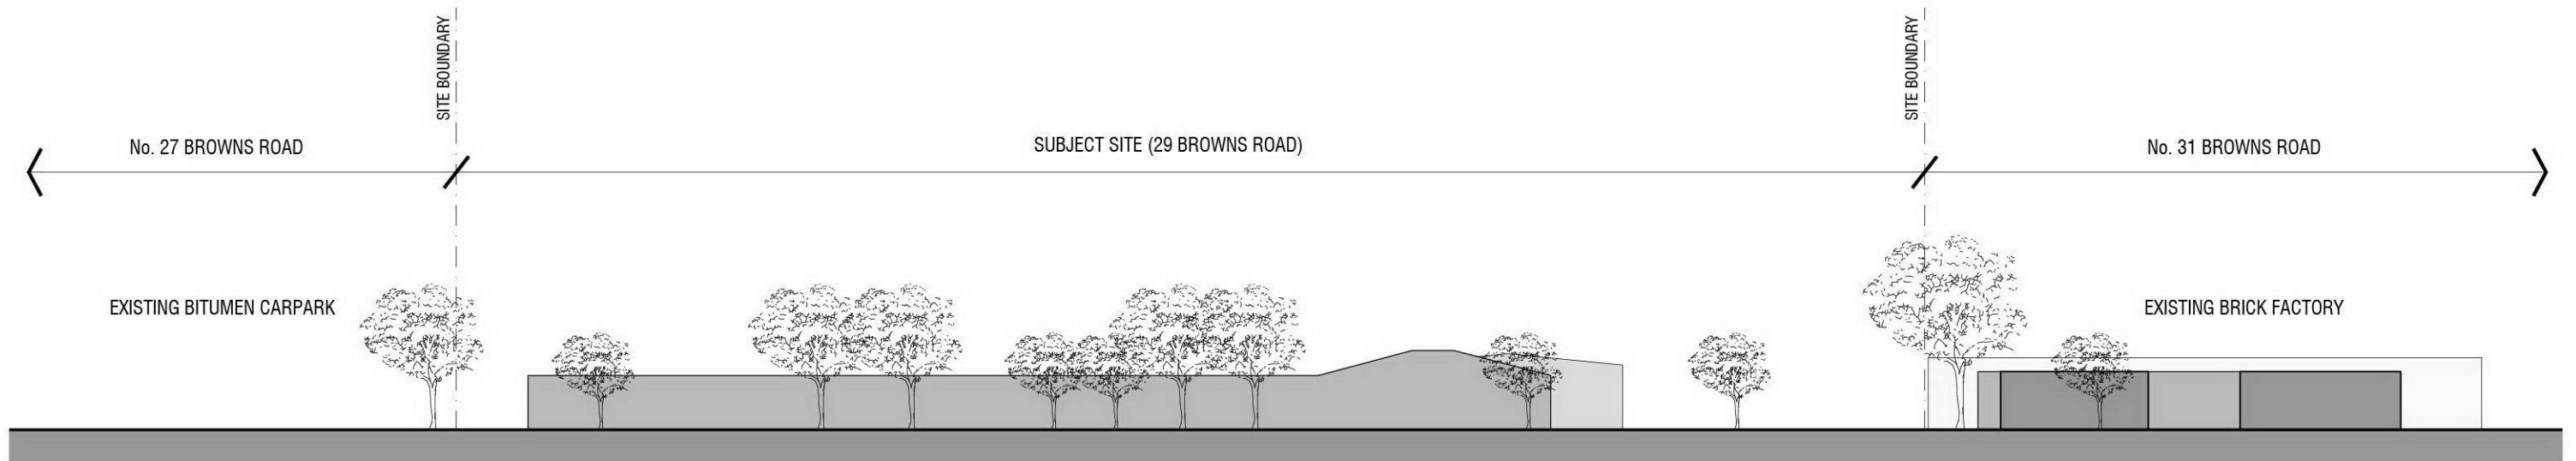 SITE BOUNDARY
SITE BOUNDARY
No. 27 BROWNS ROAD
SUBJECT SITE (29 BROWNS ROAD)
No. 31 BROWNS ROAD
EXISTING BITUMEN CARPARK
EXISTING BRICK FACTORY